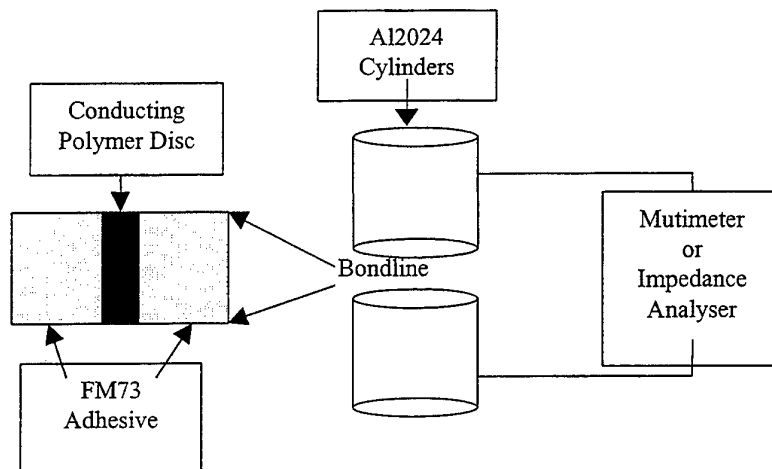 Al2024
Cylinders
Conducting
Polymer Disc
Bondline
Mutimeter
or
Impedance
Analyser
FM73
Adhesive